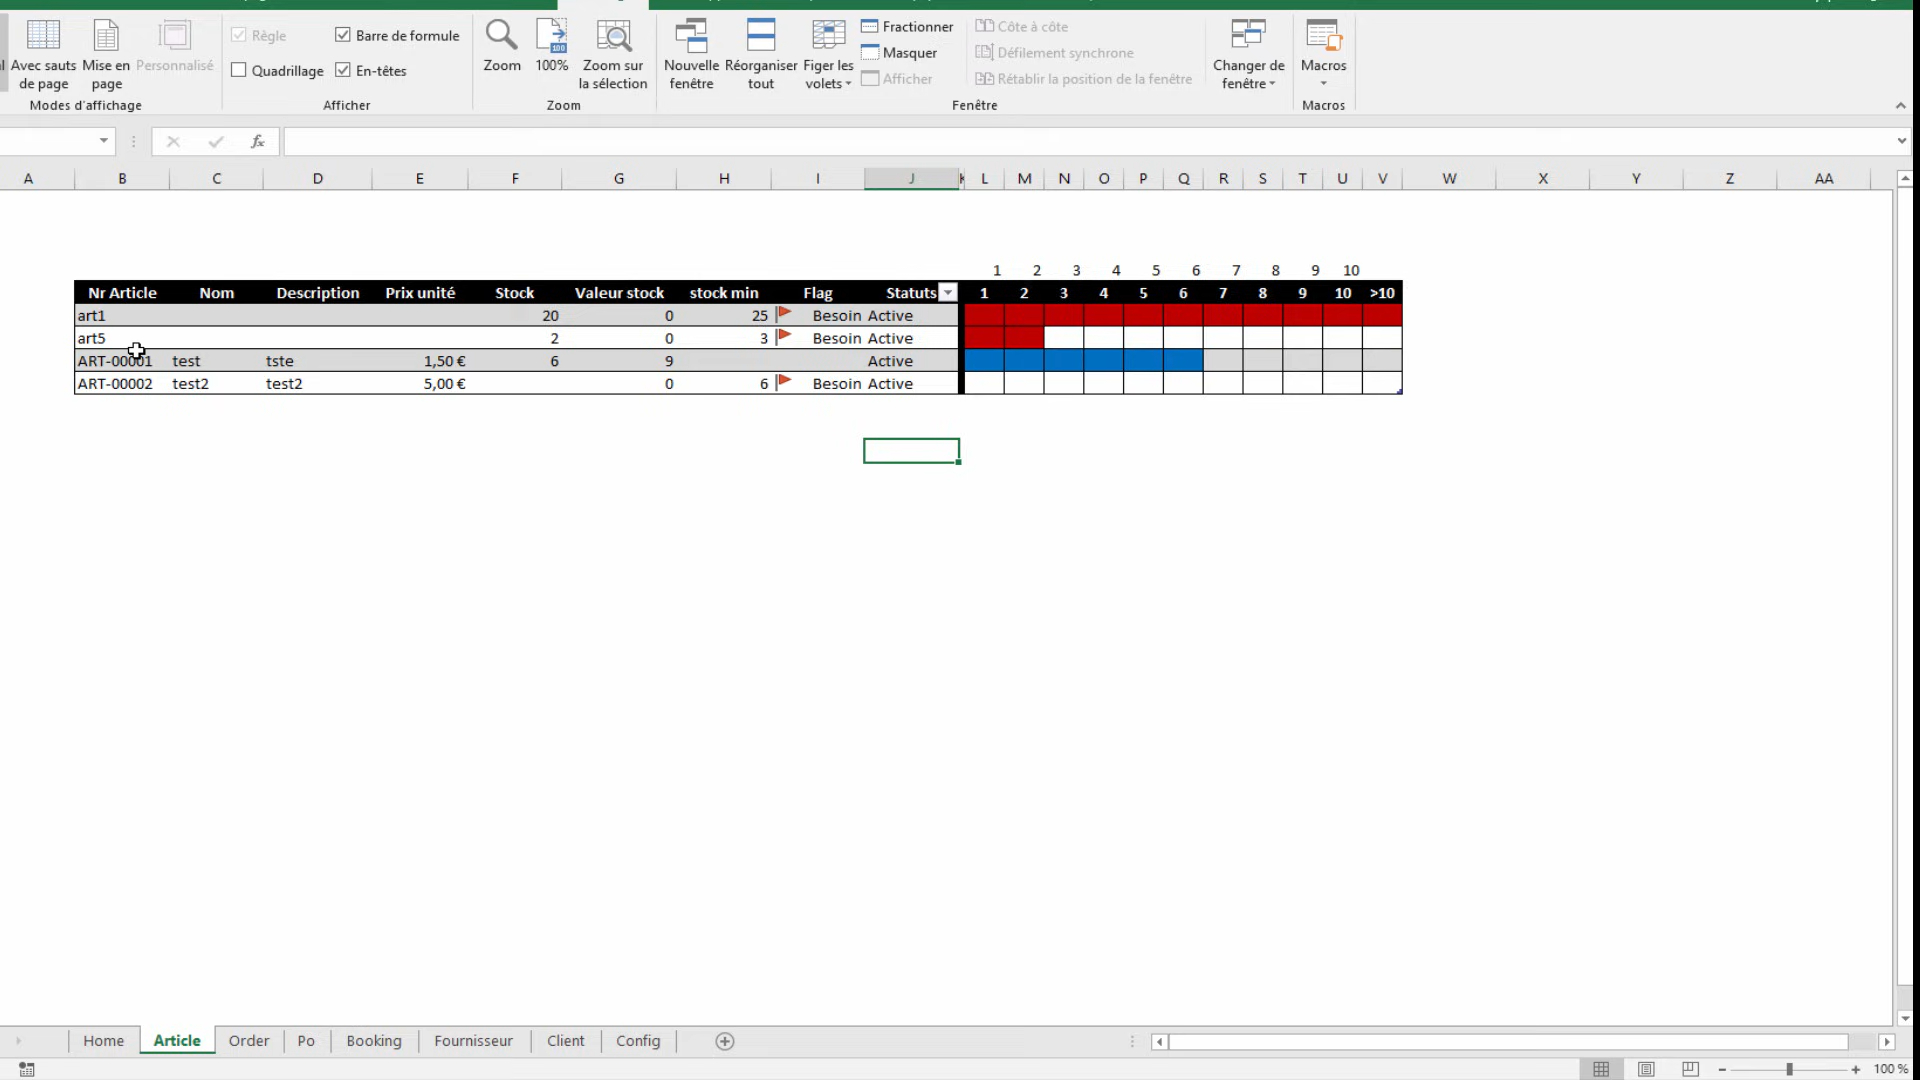 Règle
Barre de formule
Quadrillage
En-têtes
Afficher
Avec sauts de page
Mise en page
Personnalisé
Modes d'affichage
Zoom
100%
Zoom sur la sélection
Zoom
Nouvelle fenêtre
Réorganiser tout
Figer les volets
Fractionner
Masquer
Afficher
Côte à côte
Défilement synchrone
Rétablir la position de la fenêtre
Fenêtre
Changer de fenêtre
Macros
Macros
fx
A B C D E F G H I J K L M N O P Q R S T U V W X Y Z AA
1 2 3 4 5 6 7 8 9 10
Nr Article Nom Description Prix unité Stock Valeur stock stock min Flag Statuts 1 2 3 4 5 6 7 8 9 10 >10
art1 20 0 25 Besoin Active
art5 2 0 3 Besoin Active
ART-00001 test tste 1,50 € 6 9 Active
ART-00002 test2 test2 5,00 € 0 6 Besoin Active
Home Article Order Po Booking Fournisseur Client Config
100 %